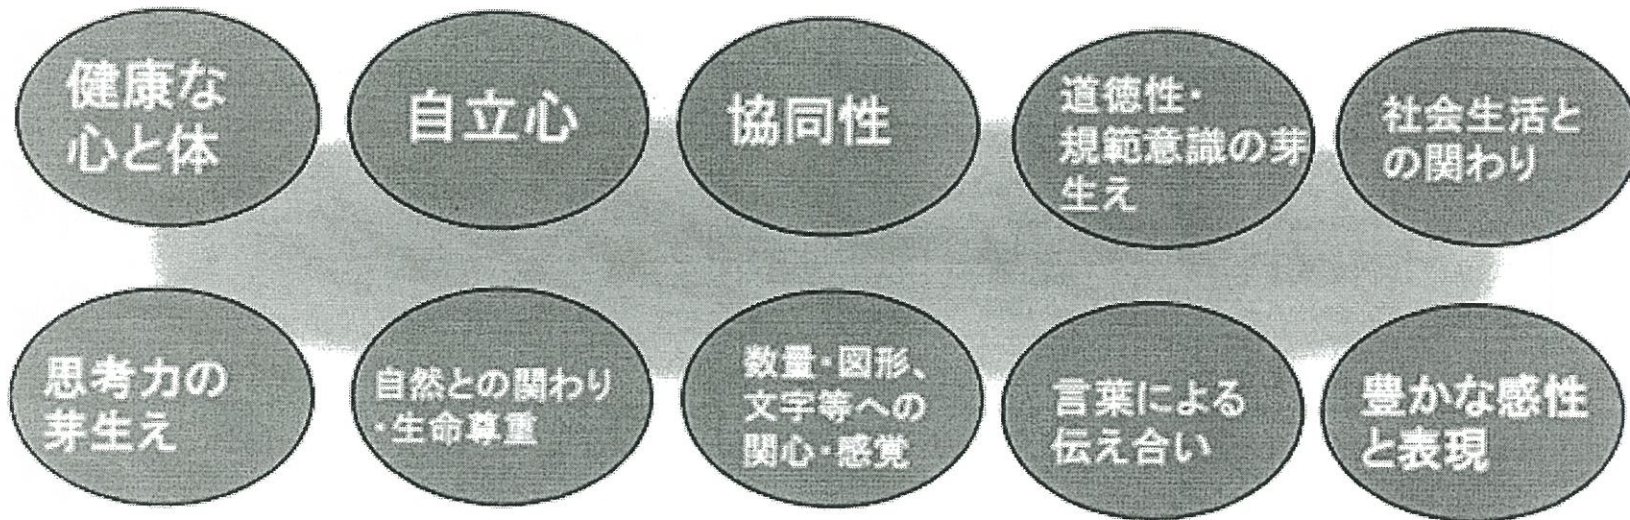 健康な
心と体
自立心
協同性
道徳性・
規範意識の芽
生え
社会生活と
の関わり
思考力の
芽生え
自然との関わり
・生命尊重
数量・図形、
文字等への
関心・感覚
言葉による
伝え合い
豊かな感性
と表現